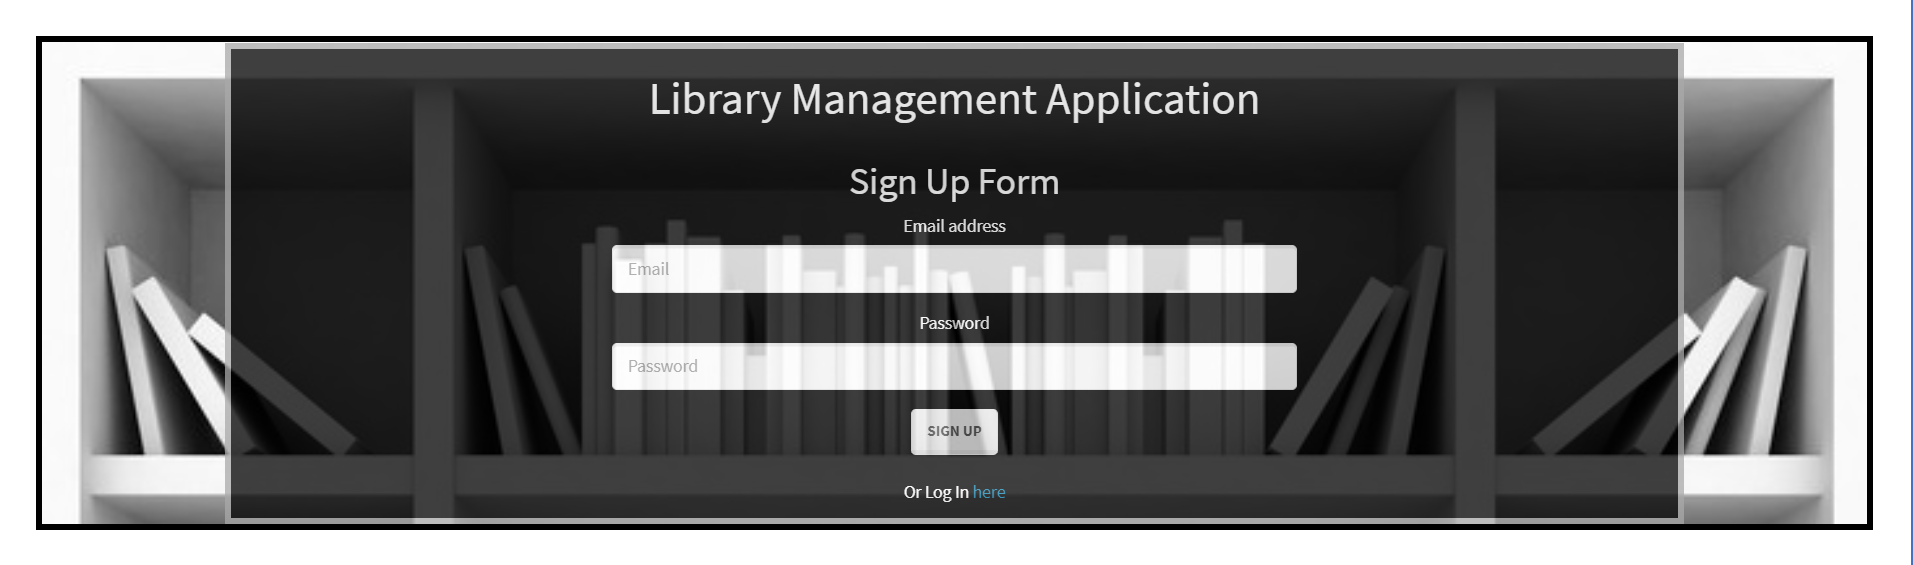 Library Management Application
Sign Up Form
Email address
Email
Password
Password
SIGN UP
Or Log In here